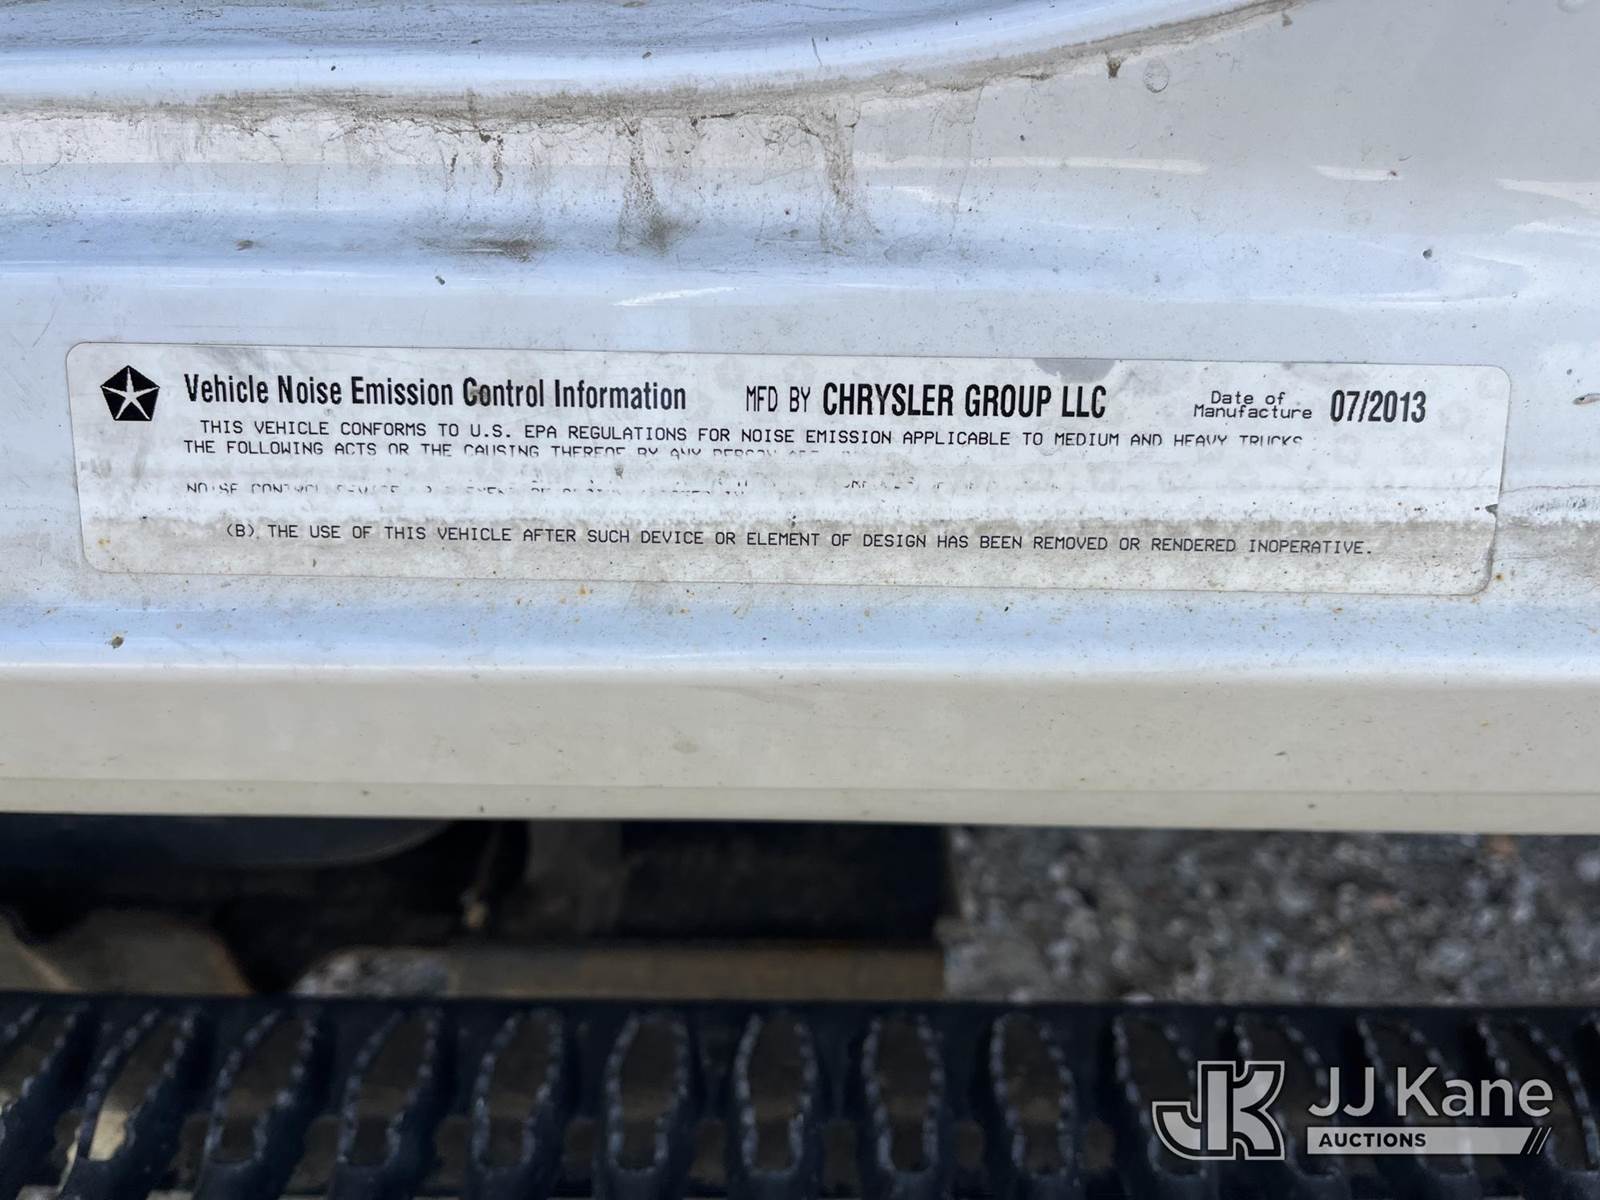 Vehicle Noise Emission Control Information MFD BY CHRYSLER GROUP LLC Date of Manufacture 07/2013
THIS VEHICLE CONFORMS TO U.S. EPA REGULATIONS FOR NOISE EMISSION APPLICABLE TO MEDIUM AND HEAVY TRUCKS
THE FOLLOWING ACTS OR THE CAUSING THEREOF BY ANY PERSON
NOISE CONTROL
(B) THE USE OF THIS VEHICLE AFTER SUCH DEVICE OR ELEMENT OF DESIGN HAS BEEN REMOVED OR RENDERED INOPERATIVE.
JK JJ Kane
AUCTIONS